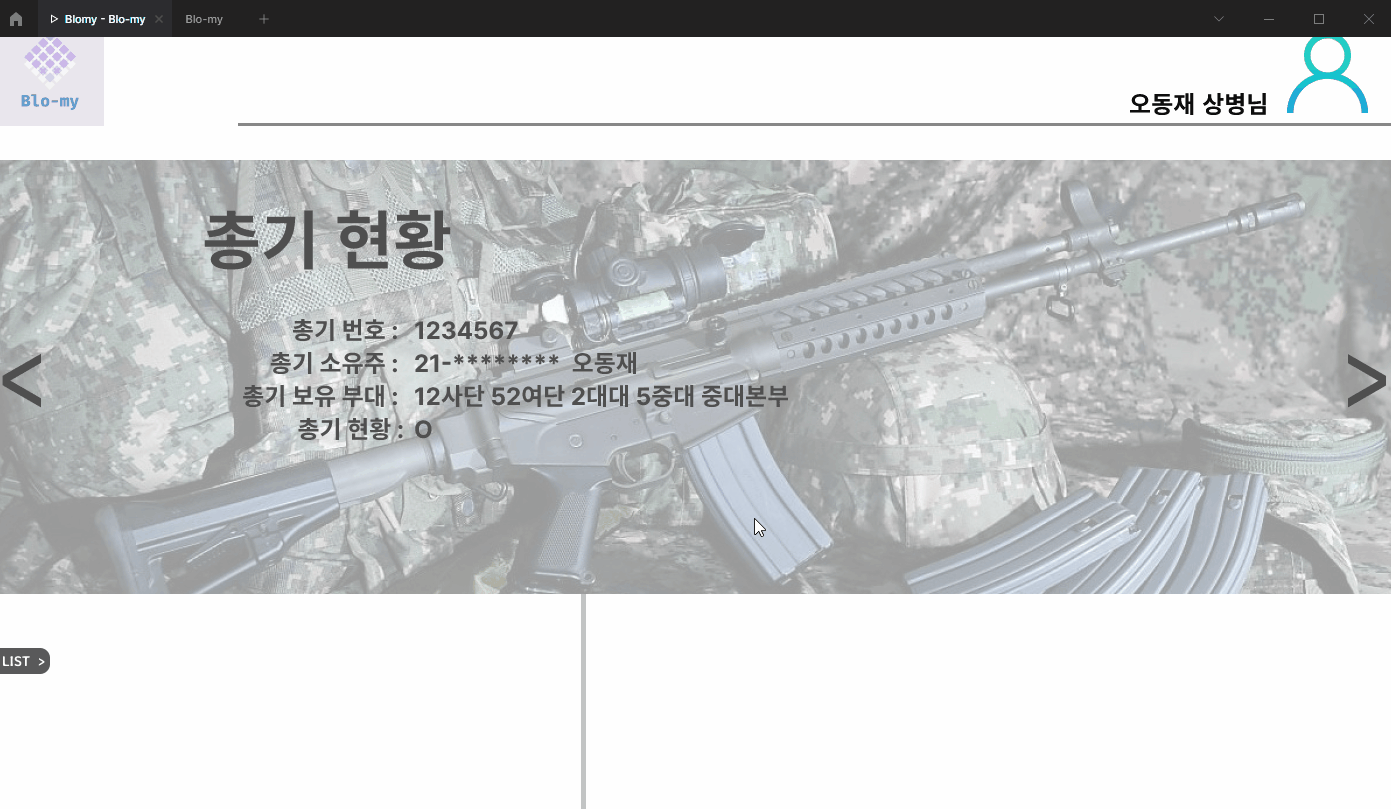 Blomy - Blo-my
Blo-my
Blo-my
오동재 상병님
총기 현황
총기 번호 : 1234567
총기 소유주 : 21-******** 오동재
총기 보유 부대 : 12사단 52여단 2대대 5중대 중대본부
총기 현황 : O
< >
LIST >